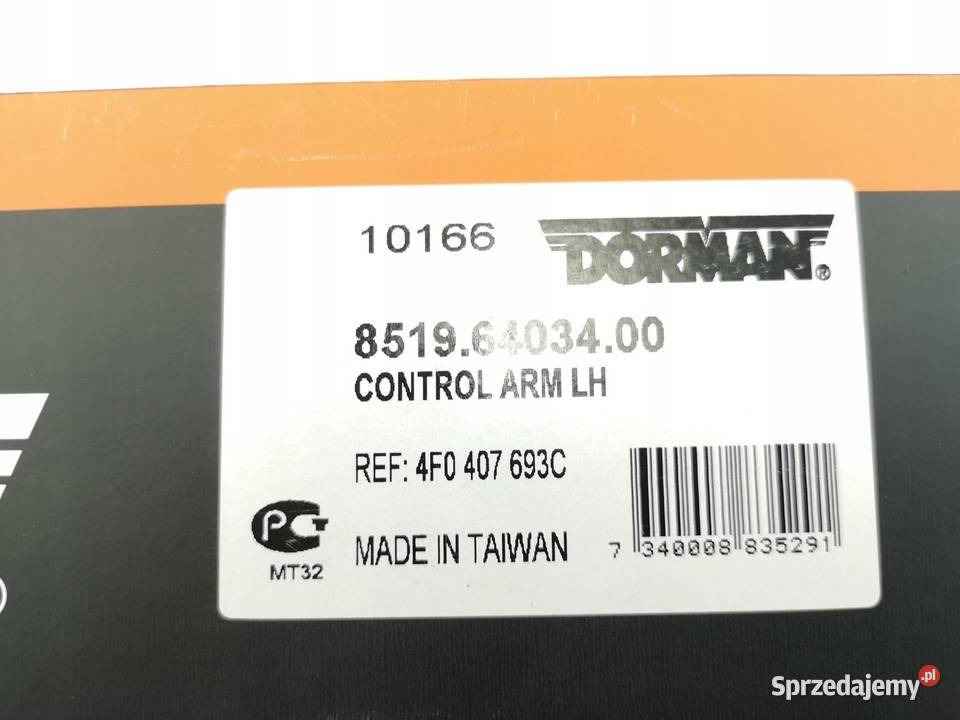 10166
DORMAN®
8519.64034.00
CONTROL ARM LH
REF: 4F0 407 693C
PCT
MT32
MADE IN TAIWAN
7 340008 835291
Sprzedajemy.pl